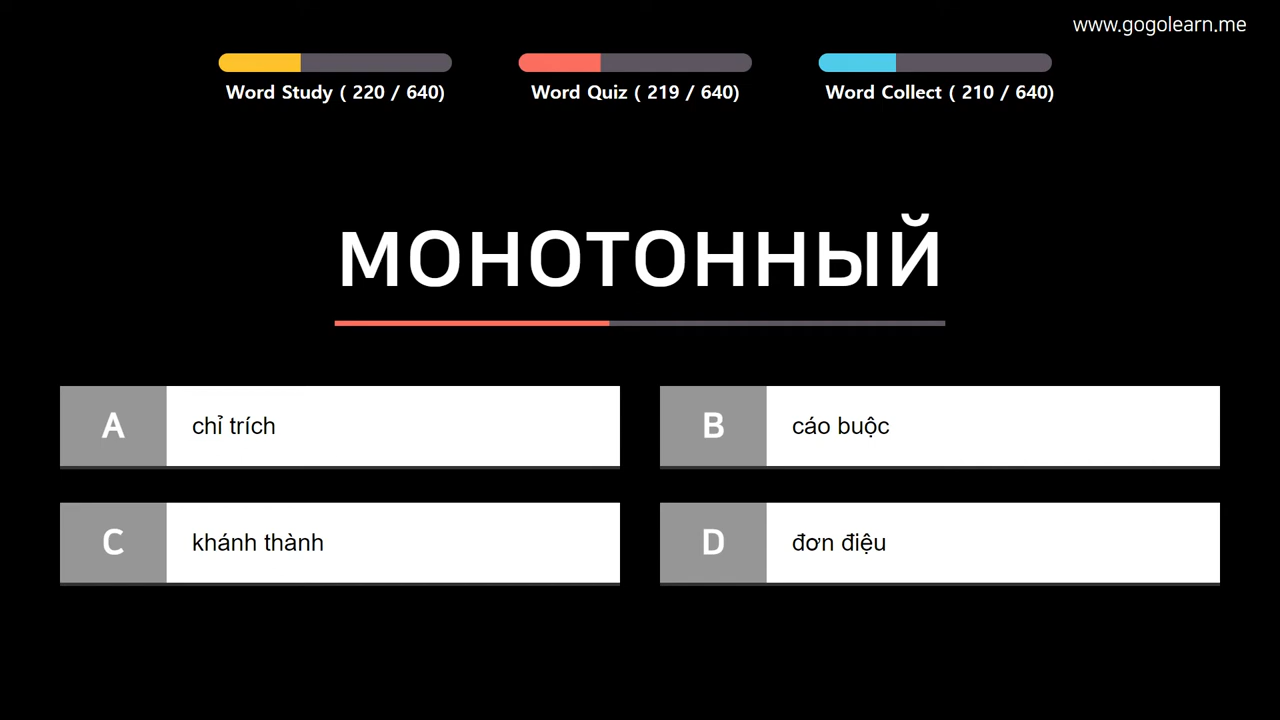 www.gogolearn.me
Word Study ( 220 / 640)
Word Quiz ( 219 / 640)
Word Collect ( 210 / 640)
МОНОТОННЫЙ
A
chỉ trích
B
cáo buộc
C
khánh thành
D
đơn điệu